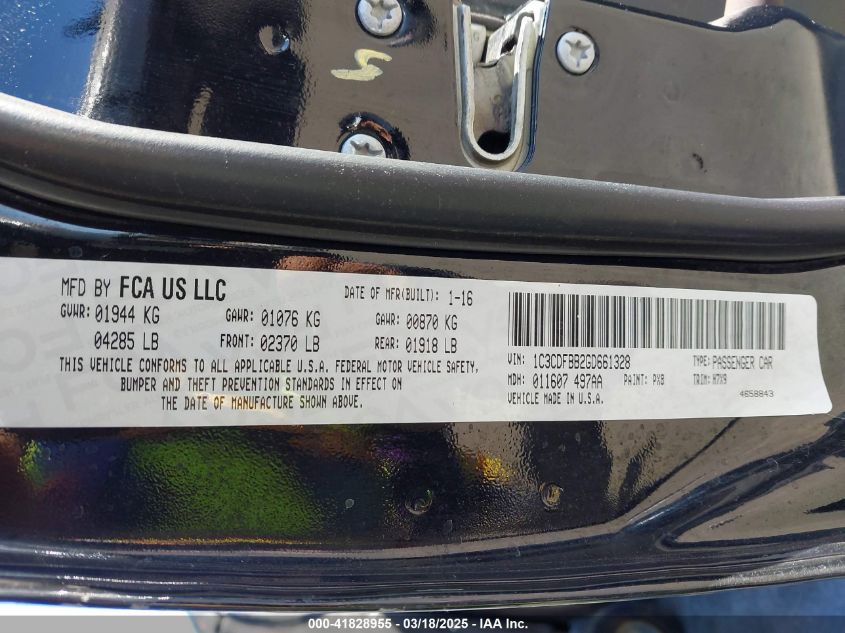 S
MFD BY FCA US LLC
DATE OF MFR(BUILT): 1-16
GVWR: 01944 KG
GAWR: 01076 KG
GAWR: 00870 KG
04285 LB
FRONT: 02370 LB
REAR: 01918 LB
THIS VEHICLE CONFORMS TO ALL APPLICABLE U.S.A. FEDERAL MOTOR VEHICLE SAFETY,
BUMPER AND THEFT PREVENTION STANDARDS IN EFFECT ON
THE DATE OF MANUFACTURE SHOWN ABOVE.
VIN: 1C3CDFBB2GD661328
TYPE: PASSENGER CAR
MDH: 011607 497AA
PAINT: PXB
TRIM: H7X9
VEHICLE MADE IN U.S.A.
4658843
000-41828955 - 03/18/2025 - IAA Inc.